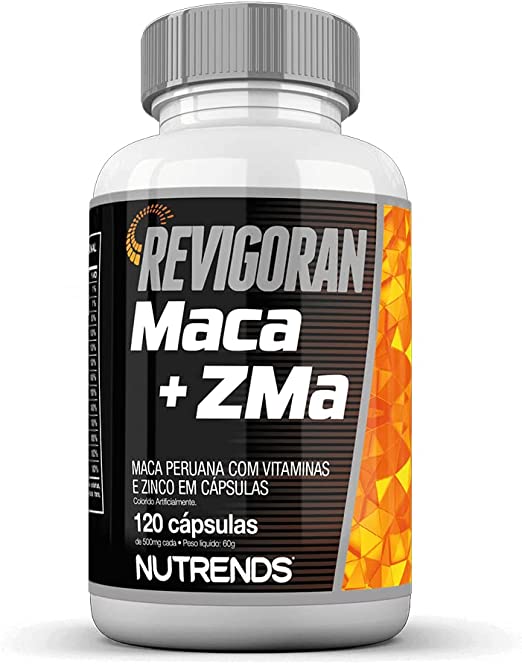 REVIGORAN
Maca
+ ZMa
MACA PERUANA COM VITAMINAS
E ZINCO EM CÁPSULAS
Colorido Artificialmente.
120 cápsulas
de 500mg cada • Peso líquido: 60g
NUTRENDS